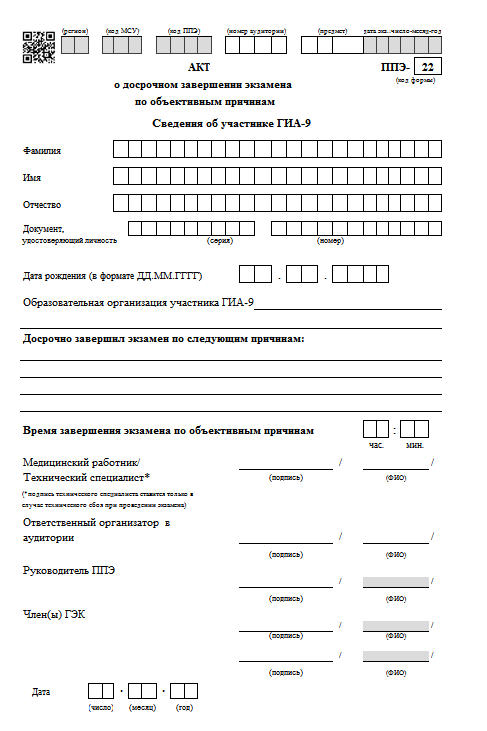 (регион) (код МСУ) (код ППЭ) (номер аудитории) (предмет) дата экз.:число-месяц-год
АКТ ППЭ- 22
(код формы)
о досрочном завершении экзамена
по объективным причинам
Сведения об участнике ГИА-9
Фамилия
Имя
Отчество
Документ,
удостоверяющий личность (серия) (номер)
Дата рождения (в формате ДД.ММ.ГГГГ) . .
Образовательная организация участника ГИА-9
Досрочно завершил экзамен по следующим причинам:
Время завершения экзамена по объективным причинам :
час. мин.
Медицинский работник/ / /
Технический специалист* (подпись) (ФИО)
(*подпись технического специалиста ставится только в
случае технического сбоя при проведении экзамена)
Ответственный организатор в
аудитории / /
(подпись) (ФИО)
Руководитель ППЭ / /
(подпись) (ФИО)
Член(ы) ГЭК / /
(подпись) (ФИО)
/ /
(подпись) (ФИО)
Дата . .
(число) (месяц) (год)